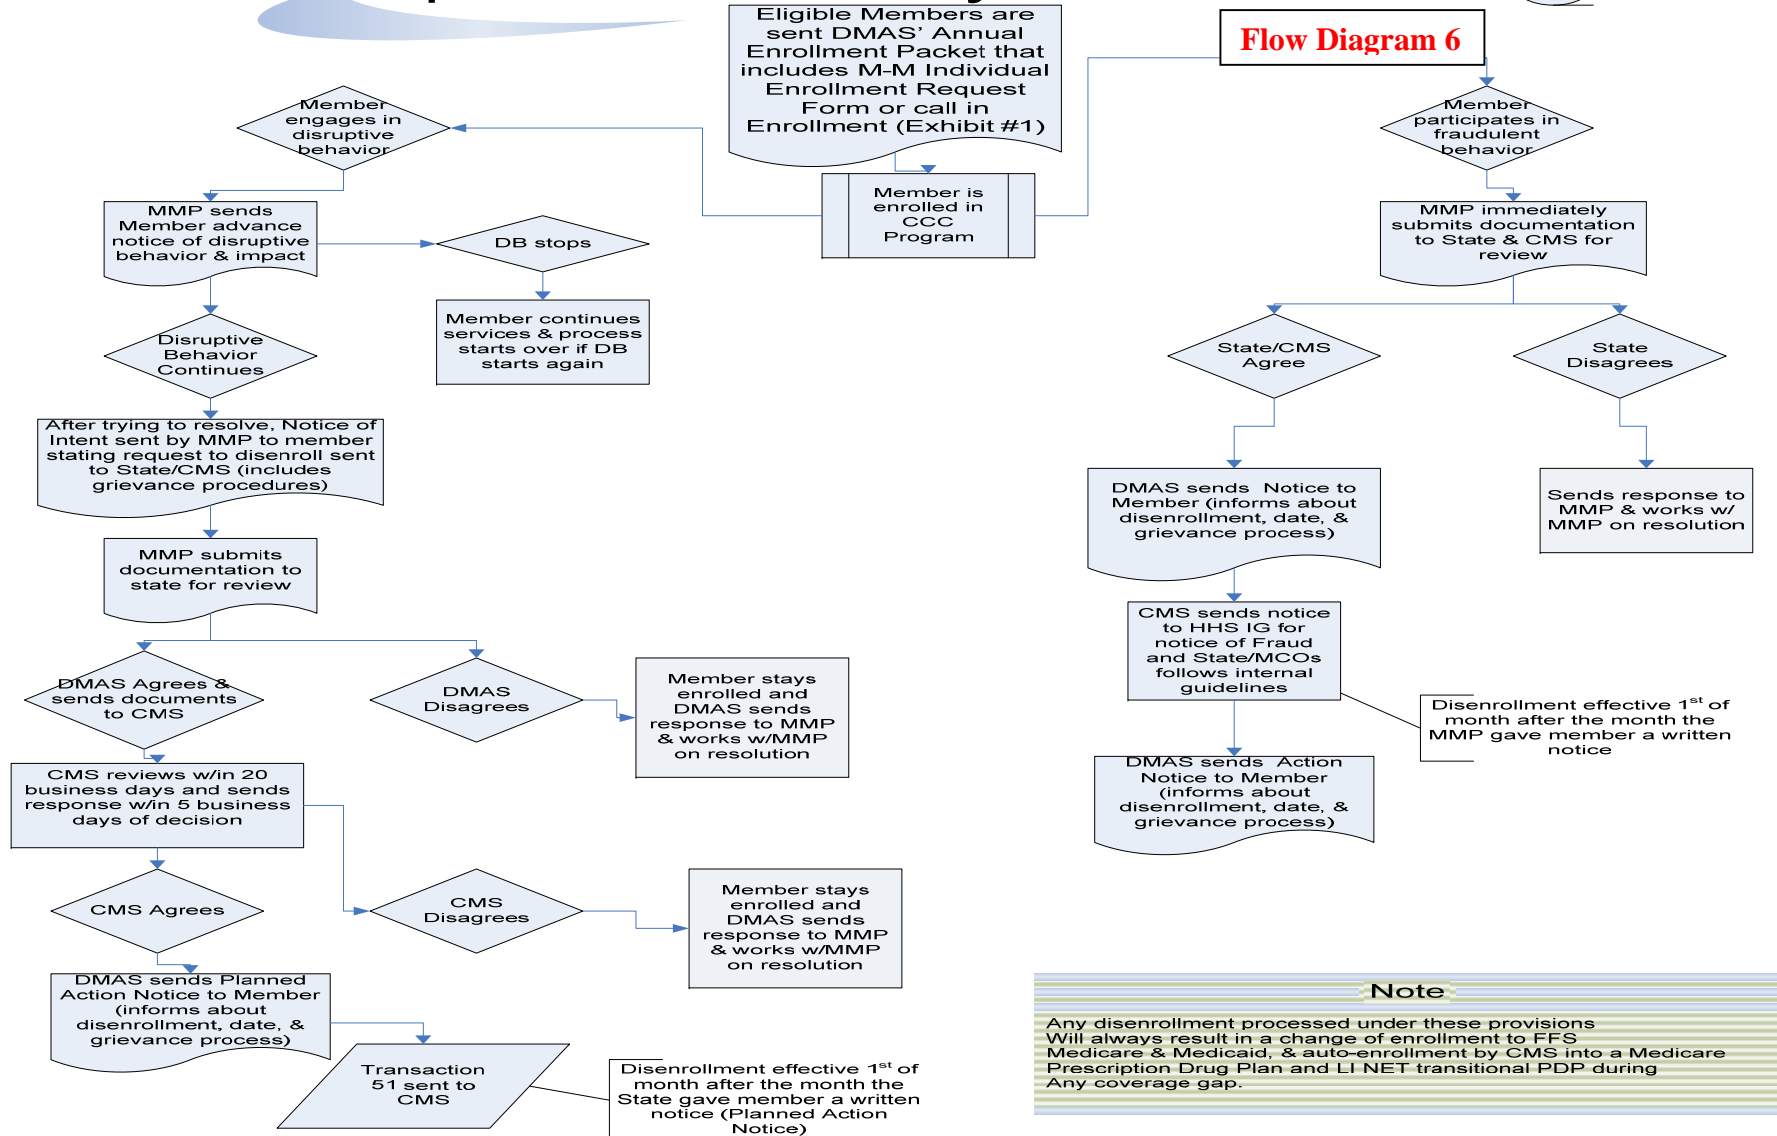 Eligible Members are
sent DMAS’ Annual
Enrollment Packet that
includes M-M Individual
Enrollment Request
Form or call in
Enrollment (Exhibit #1)
Flow Diagram 6
Member
engages in
disruptive
behavior
Member
participates in
fraudulent
behavior
Member is
enrolled in
CCC
Program
MMP sends
Member advance
notice of disruptive
behavior & impact
DB stops
MMP immediately
submits documentation
to State & CMS for
review
Member continues
services & process
starts over if DB
starts again
Disruptive
Behavior
Continues
State/CMS
Agree
State
Disagrees
After trying to resolve, Notice of
Intent sent by MMP to member
stating request to disenroll sent
to State/CMS (includes
grievance procedures)
DMAS sends  Notice to
Member (informs about
disenrollment, date, &
grievance process)
Sends response to
MMP & works w/
MMP on resolution
MMP submits
documentation to
state for review
CMS sends notice
to HHS IG for
notice of Fraud
and State/MCOs
follows internal
guidelines
DMAS Agrees &
sends documents
to CMS
DMAS
Disagrees
Member stays
enrolled and
DMAS sends
response to MMP
& works w/MMP
on resolution
Disenrollment effective 1st of
month after the month the
MMP gave member a written
notice
CMS reviews w/in 20
business days and sends
response w/in 5 business
days of decision
DMAS sends  Action
Notice to Member
(informs about
disenrollment, date, &
grievance process)
CMS Agrees
CMS
Disagrees
Member stays
enrolled and
DMAS sends
response to MMP
& works w/MMP
on resolution
DMAS sends Planned
Action Notice to Member
(informs about
disenrollment, date, &
grievance process)
Transaction
51 sent to
CMS
Disenrollment effective 1st of
month after the month the
State gave member a written
notice (Planned Action
Notice)
Note
Any disenrollment processed under these provisions
Will always result in a change of enrollment to FFS
Medicare & Medicaid, & auto-enrollment by CMS into a Medicare
Prescription Drug Plan and LI NET transitional PDP during
Any coverage gap.